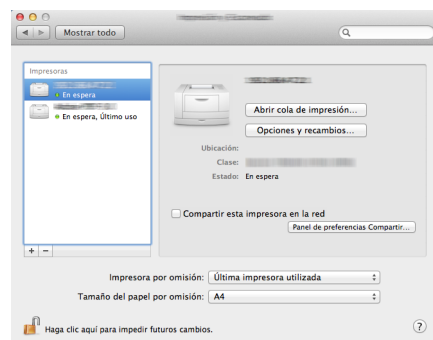 Mostrar todo
Impresoras
En espera
En espera, Último uso
Abrir cola de impresión...
Opciones y recambios...
Ubicación:
Clase:
Estado: En espera
Compartir esta impresora en la red
Panel de preferencias Compartir...
+ −
Impresora por omisión: Última impresora utilizada
Tamaño del papel por omisión: A4
Haga clic aquí para impedir futuros cambios.
?